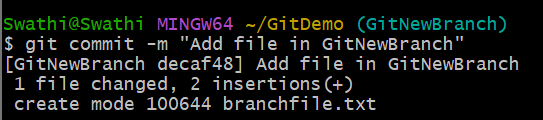 Swathi@Swathi MINGW64 ~/GitDemo (GitNewBranch)
$ git commit -m "Add file in GitNewBranch"
[GitNewBranch decaf48] Add file in GitNewBranch
 1 file changed, 2 insertions(+)
 create mode 100644 branchfile.txt